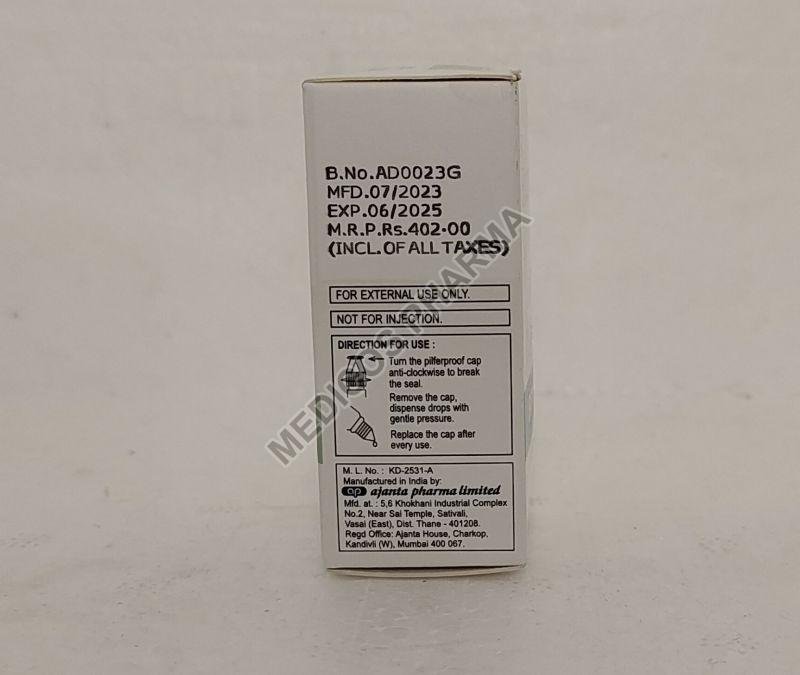 B.No.AD0023G
MFD.07/2023
EXP.06/2025
M.R.P.Rs.402.00
(INCL.OF ALL TAXES)
FOR EXTERNAL USE ONLY.
NOT FOR INJECTION.
DIRECTION FOR USE :
Turn the pilferproof cap
anti-clockwise to break
the seal.
Remove the cap,
dispense drops with
gentle pressure.
Replace the cap after
every use.
M. L. No. : KD-2531-A
Manufactured in India by:
ap ajanta pharma limited
Mfd. at. : 5,6 Khokhani Industrial Complex
No.2, Near Sai Temple, Sativali,
Vasai (East), Dist. Thane - 401208.
Regd Office: Ajanta House, Charkop,
Kandivli (W), Mumbai 400 067.
MEDICOS PHARMA